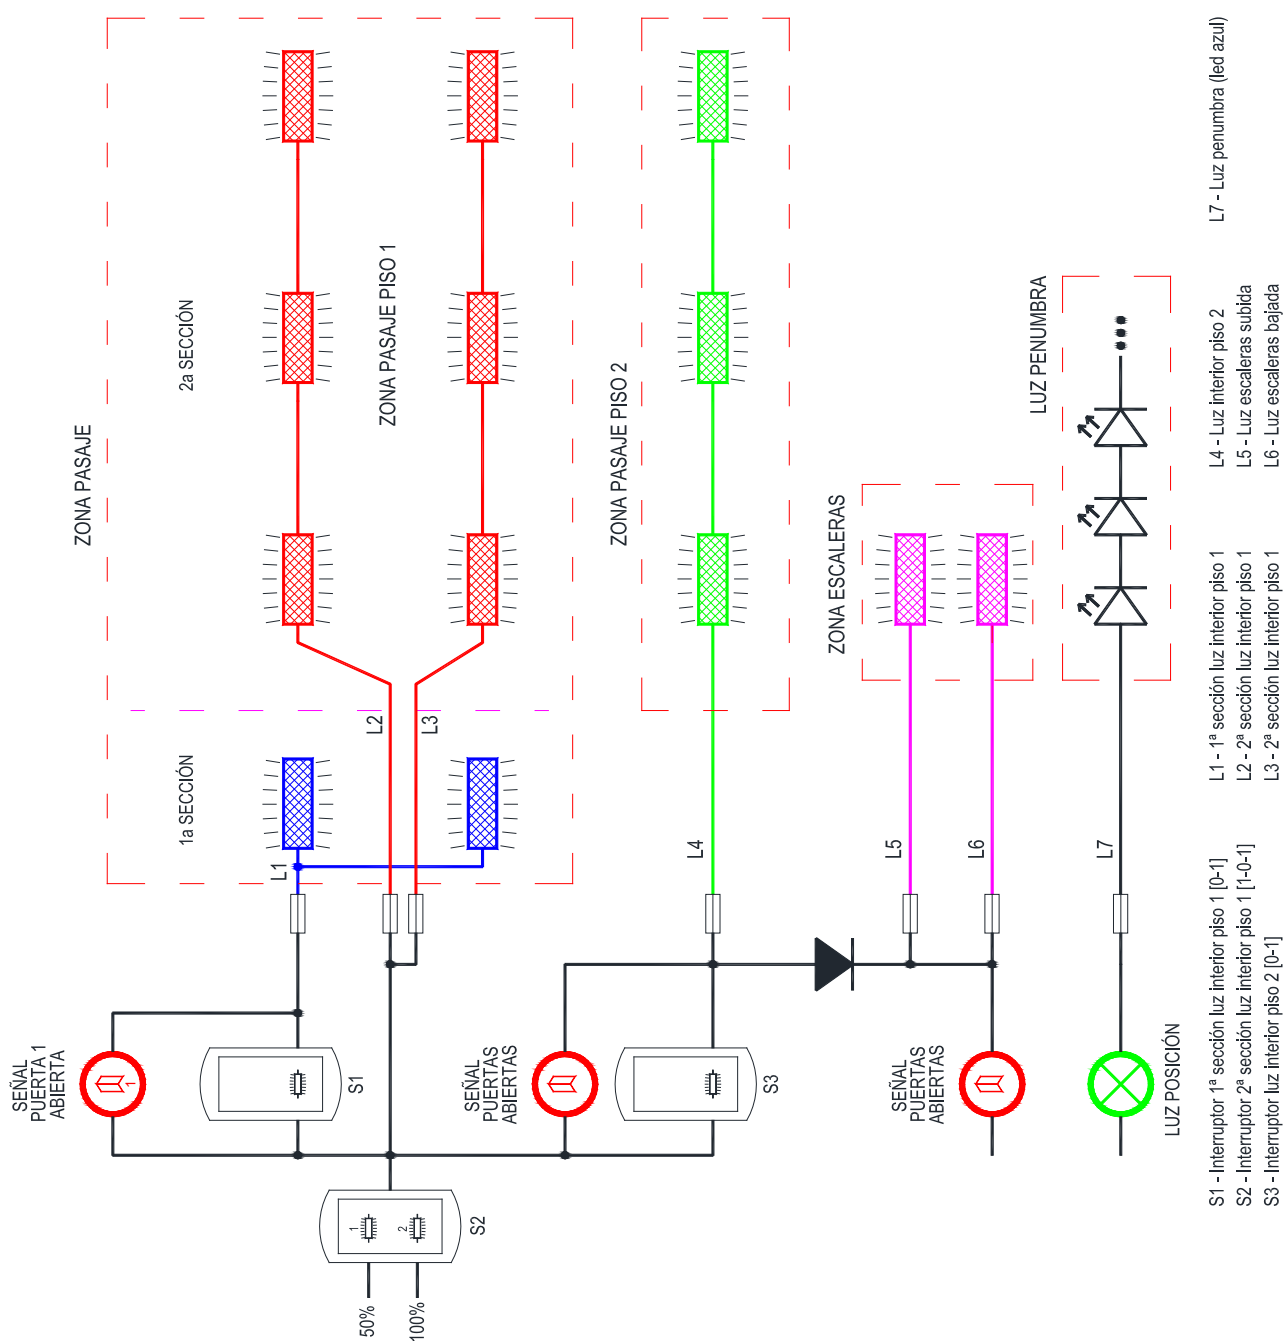 ZONA PASAJE
1a SECCIÓN
2a SECCIÓN
ZONA PASAJE PISO 1
L1
L2
L3
SEÑAL
PUERTA 1
ABIERTA
1
S1
50%
100%
1
2
S2
ZONA PASAJE PISO 2
L4
SEÑAL
PUERTAS
ABIERTAS
S3
ZONA ESCALERAS
L5
L6
SEÑAL
PUERTAS
ABIERTAS
LUZ PENUMBRA
L7
LUZ POSICIÓN
S1 - Interruptor 1ª sección luz interior piso 1 [0-1]
S2 - Interruptor 2ª sección luz interior piso 1 [1-0-1]
S3 - Interruptor luz interior piso 2 [0-1]
L1 - 1ª sección luz interior piso 1
L2 - 2ª sección luz interior piso 1
L3 - 2ª sección luz interior piso 1
L4 - Luz interior piso 2
L5 - Luz escaleras subida
L6 - Luz escaleras bajada
L7 - Luz penumbra (led azul)